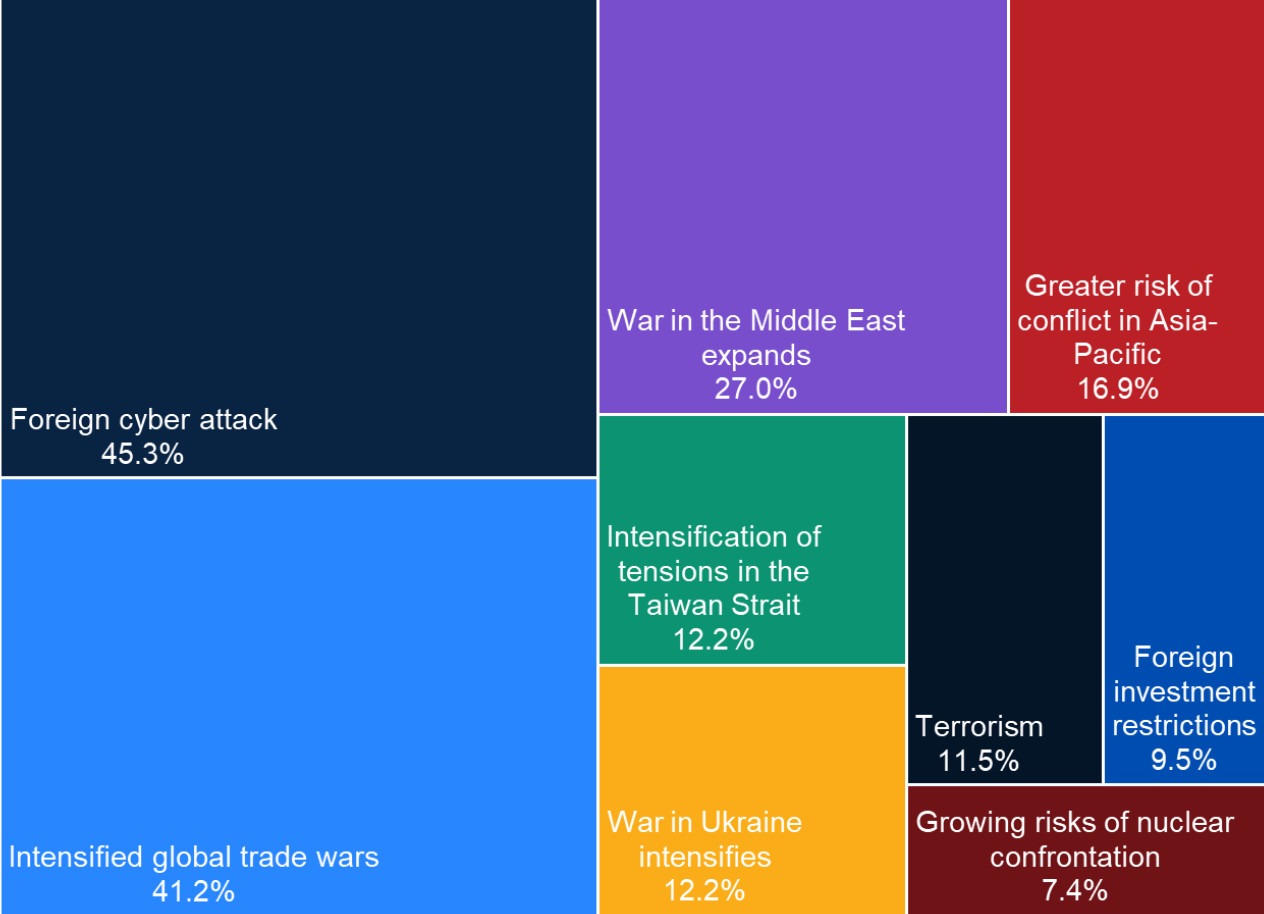 Foreign cyber attack
45.3%
Intensified global trade wars
41.2%
War in the Middle East
expands
27.0%
Greater risk of
conflict in Asia-
Pacific
16.9%
Intensification of
tensions in the
Taiwan Strait
12.2%
War in Ukraine
intensifies
12.2%
Terrorism
11.5%
Foreign
investment
restrictions
9.5%
Growing risks of nuclear
confrontation
7.4%